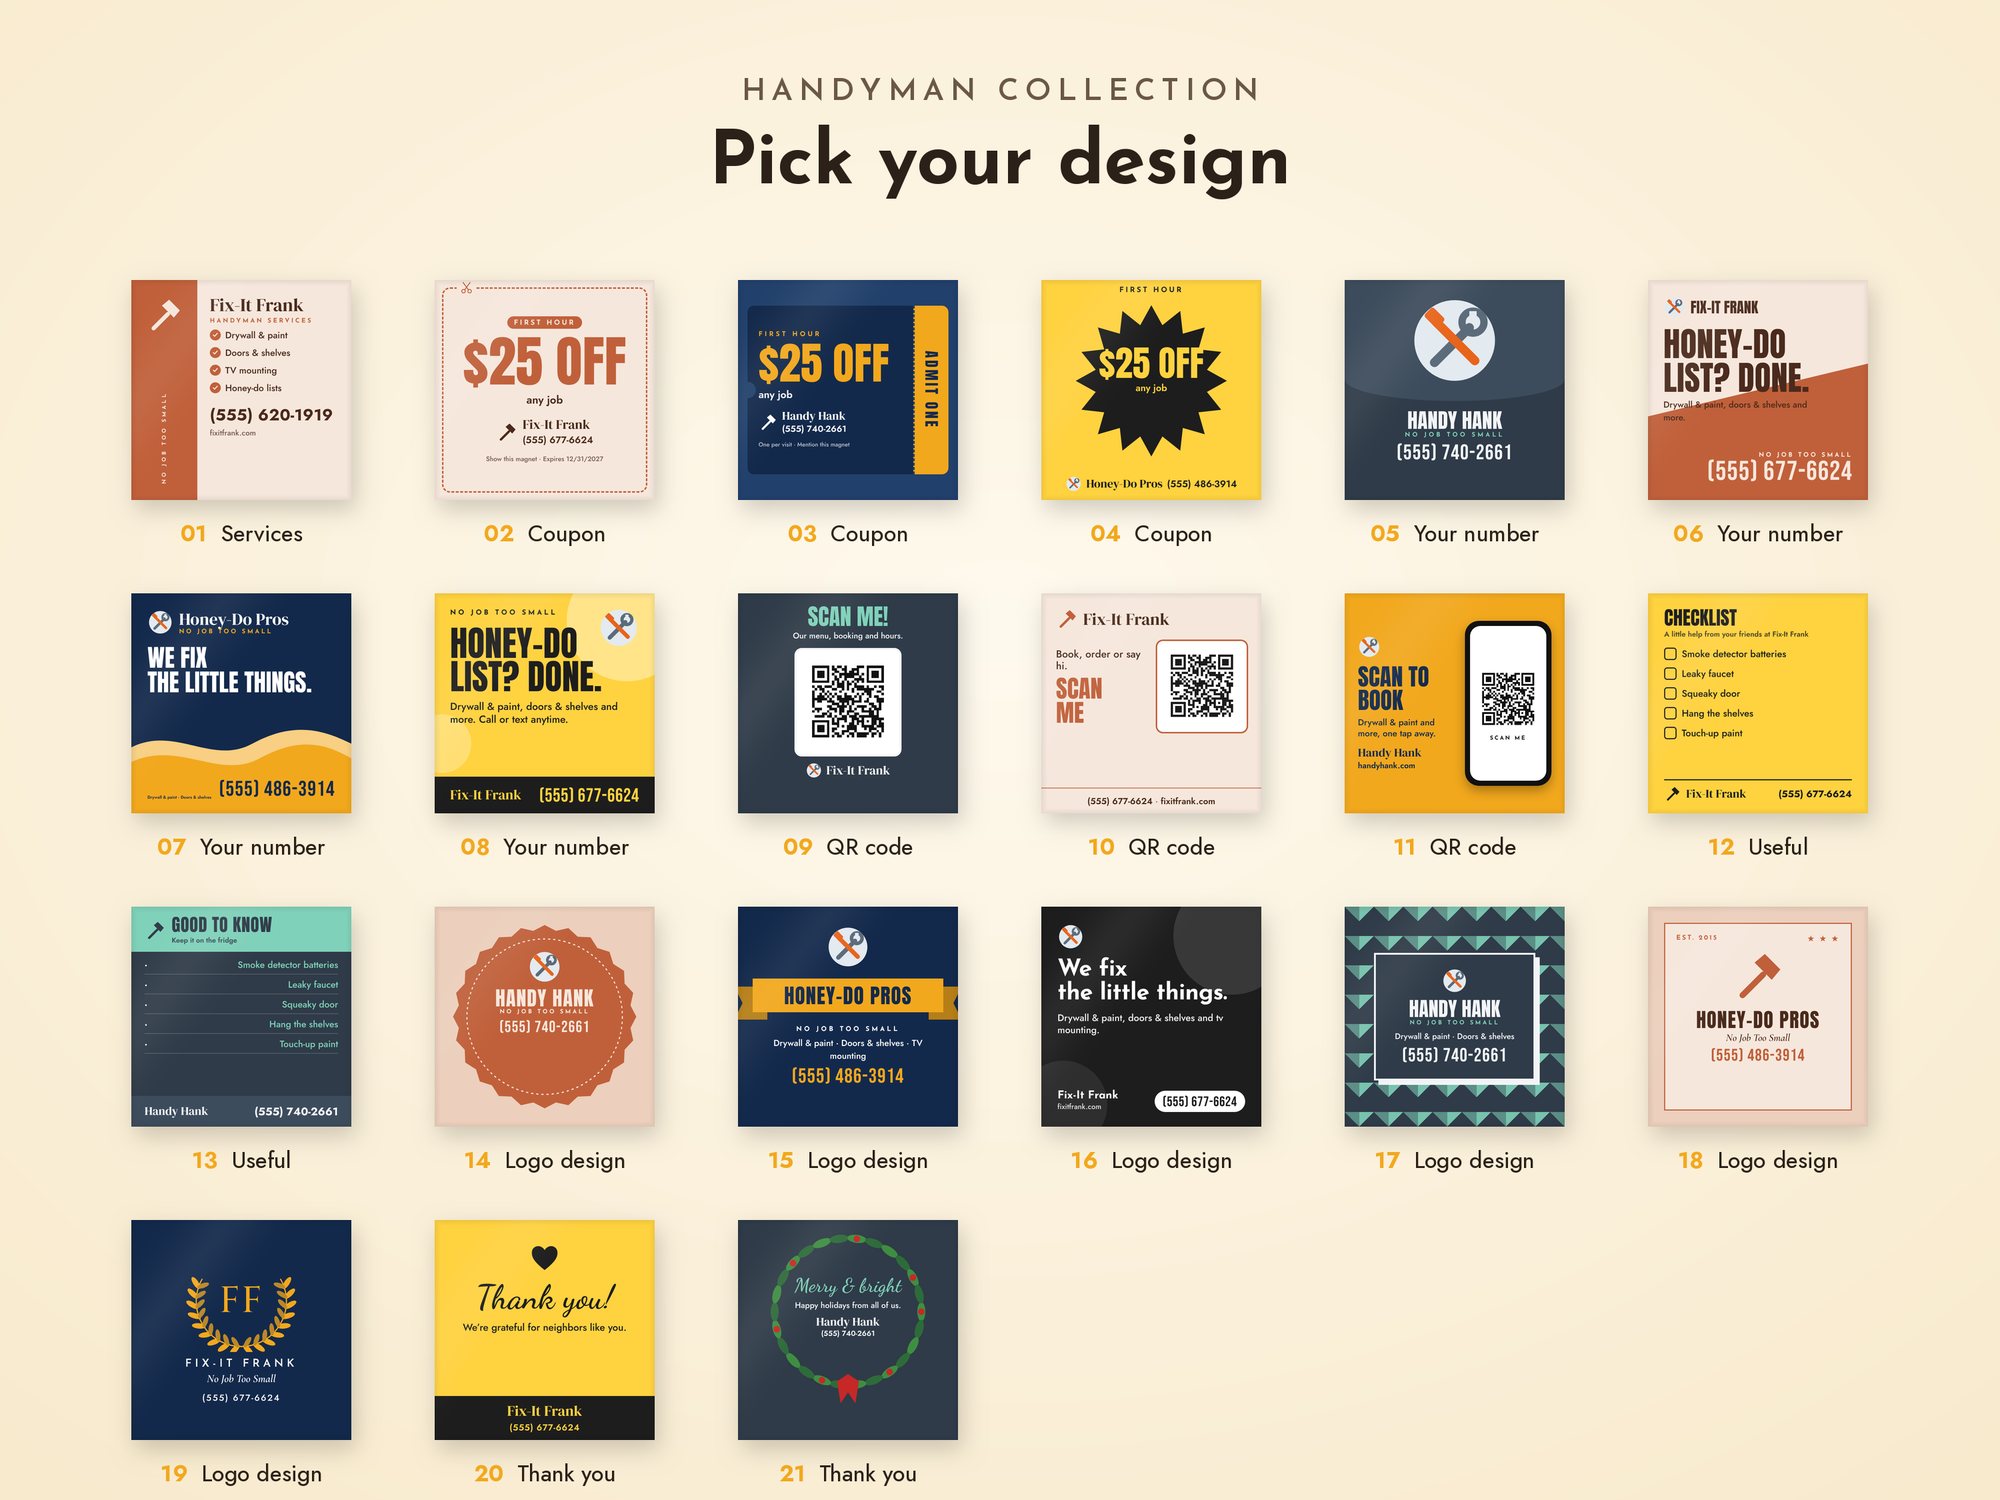 HANDYMAN COLLECTION
Pick your design
Fix-It Frank
HANDYMAN SERVICES
Drywall & paint
Doors & shelves
TV mounting
Honey-do lists
(555) 620-1919
fixitfrank.com
NO JOB TOO SMALL
01 Services
FIRST HOUR
$25 OFF
any job
Fix-It Frank
(555) 677-6624
Show this magnet · Expires 12/31/2027
02 Coupon
FIRST HOUR
$25 OFF
any job
Handy Hank
(555) 740-2661
One per visit · Mention this magnet
ADMIT ONE
03 Coupon
FIRST HOUR
$25 OFF
any job
Honey-Do Pros (555) 486-3914
04 Coupon
HANDY HANK
NO JOB TOO SMALL
(555) 740-2661
05 Your number
FIX-IT FRANK
HONEY-DO
LIST? DONE.
Drywall & paint, doors & shelves and
more.
NO JOB TOO SMALL
(555) 677-6624
06 Your number
Honey-Do Pros
NO JOB TOO SMALL
WE FIX
THE LITTLE THINGS.
Drywall & paint · Doors & shelves
(555) 486-3914
07 Your number
NO JOB TOO SMALL
HONEY-DO
LIST? DONE.
Drywall & paint, doors & shelves and
more. Call or text anytime.
Fix-It Frank (555) 677-6624
08 Your number
SCAN ME!
Our menu, booking and hours.
Fix-It Frank
09 QR code
Fix-It Frank
Book, order or say
hi.
SCAN
ME
(555) 677-6624 · fixitfrank.com
10 QR code
SCAN TO
BOOK
Drywall & paint and
more, one tap away.
Handy Hank
handyhank.com
SCAN ME
11 QR code
CHECKLIST
A little help from your friends at Fix-It Frank
Smoke detector batteries
Leaky faucet
Squeaky door
Hang the shelves
Touch-up paint
Fix-It Frank (555) 677-6624
12 Useful
GOOD TO KNOW
Keep it on the fridge
Smoke detector batteries
Leaky faucet
Squeaky door
Hang the shelves
Touch-up paint
Handy Hank (555) 740-2661
13 Useful
HANDY HANK
NO JOB TOO SMALL
(555) 740-2661
14 Logo design
HONEY-DO PROS
NO JOB TOO SMALL
Drywall & paint · Doors & shelves · TV
mounting
(555) 486-3914
15 Logo design
We fix
the little things.
Drywall & paint, doors & shelves and tv
mounting.
Fix-It Frank
fixitfrank.com
(555) 677-6624
16 Logo design
HANDY HANK
NO JOB TOO SMALL
Drywall & paint · Doors & shelves
(555) 740-2661
17 Logo design
EST. 2015
HONEY-DO PROS
No Job Too Small
(555) 486-3914
18 Logo design
FF
FIX-IT FRANK
No Job Too Small
(555) 677-6624
19 Logo design
Thank you!
We're grateful for neighbors like you.
Fix-It Frank
(555) 677-6624
20 Thank you
Merry & bright
Happy holidays from all of us.
Handy Hank
(555) 740-2661
21 Thank you